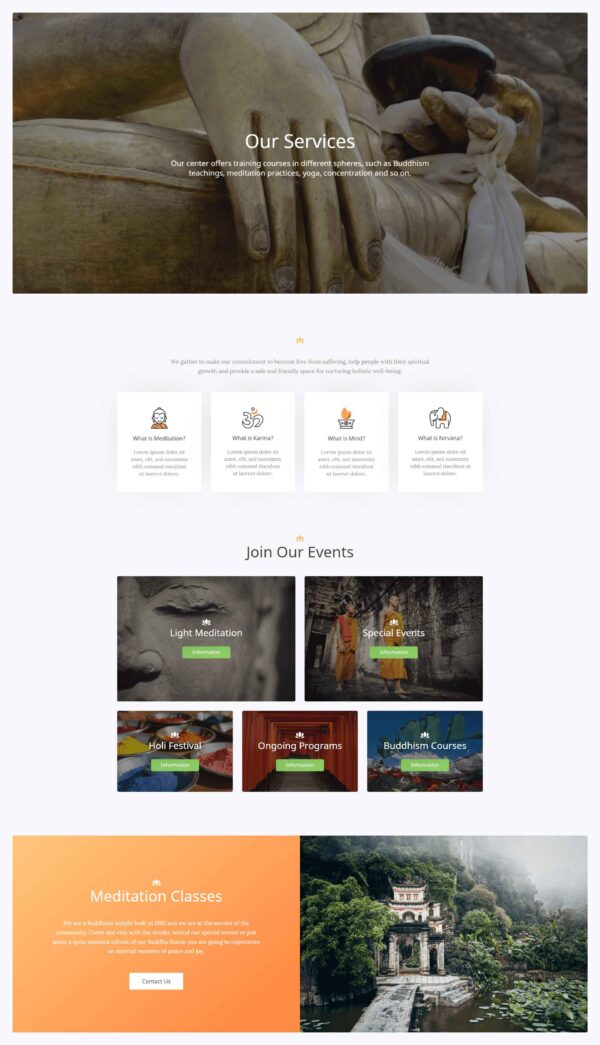 Our Services
Our center offers training courses in different spheres, such as Buddhism
teachings, meditation practices, yoga, concentration and so on.
We gather to make our commitment to become free from suffering, help people with their spiritual
growth and provide a safe and friendly space for nurturing holistic well-being.
What is Meditation?
Lorem ipsum dolor sit
amet, elit, sed nonummy
nibh euismod tincidunt
ut laoreet dolore.
What is Karma?
Lorem ipsum dolor sit
amet, elit, sed nonummy
nibh euismod tincidunt
ut laoreet dolore.
What is Mind?
Lorem ipsum dolor sit
amet, elit, sed nonummy
nibh euismod tincidunt
ut laoreet dolore.
What is Nirvana?
Lorem ipsum dolor sit
amet, elit, sed nonummy
nibh euismod tincidunt
ut laoreet dolore.
Join Our Events
Light Meditation
Information
Special Events
Information
Holi Festival
Information
Ongoing Programs
Information
Buddhism Courses
Information
Meditation Classes
We are a Buddhism temple built in 1982 and we are at the service of the
community. Come and visit with the monks, attend our special events or just
spent a quite moment infront of our Buddha Statue you are going to experience
an eternal moment of peace and joy.
Contact Us